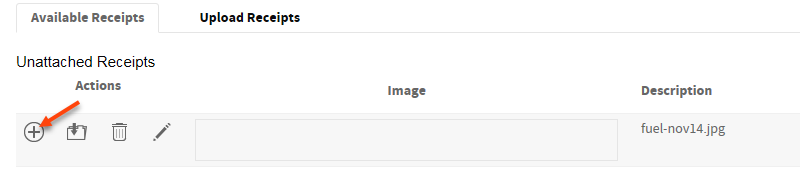 Available Receipts
Upload Receipts
Unattached Receipts
Actions
Image
Description
fuel-nov14.jpg